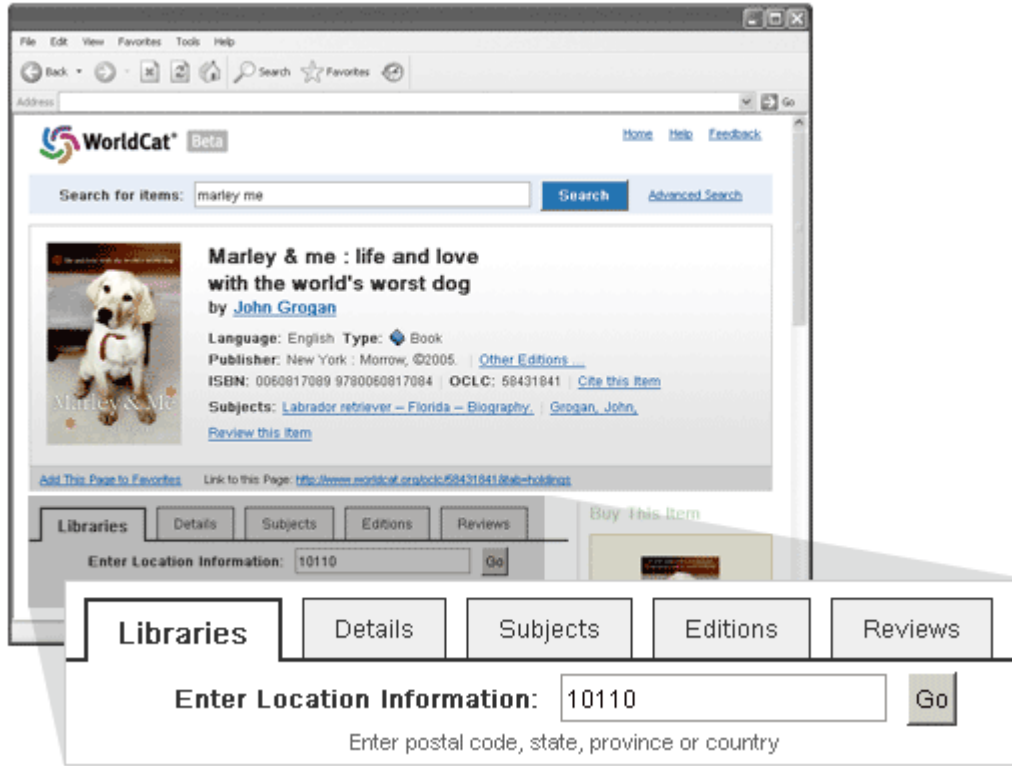 File Edit View Favorites Tools Help
Back Search Favorites
Address Go
WorldCat® Beta
Home Help Feedback
Search for items: marley me Search Advanced Search
Marley & me : life and love
with the world's worst dog
by John Grogan
Language: English Type: Book
Publisher: New York : Morrow, ©2005. | Other Editions ...
ISBN: 0060817089 9780060817084 | OCLC: 58431841 | Cite this Item
Subjects: Labrador retriever -- Florida -- Biography. | Grogan, John,
Review this Item
Marley & Me
Add This Page to Favorites Link to this Page: http://www.worldcat.org/oclc/58431841&tab=holdings
Libraries Details Subjects Editions Reviews
Buy This Item
Enter Location Information: 10110 Go
Libraries Details Subjects Editions Reviews
Enter Location Information: 10110 Go
Enter postal code, state, province or country